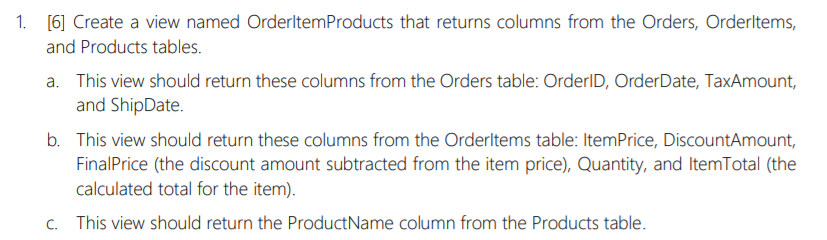 1. [6] Create a view named OrderItemProducts that returns columns from the Orders, OrderItems,
and Products tables.
a. This view should return these columns from the Orders table: OrderID, OrderDate, TaxAmount,
and ShipDate.
b. This view should return these columns from the OrderItems table: ItemPrice, DiscountAmount,
FinalPrice (the discount amount subtracted from the item price), Quantity, and ItemTotal (the
calculated total for the item).
c. This view should return the ProductName column from the Products table.